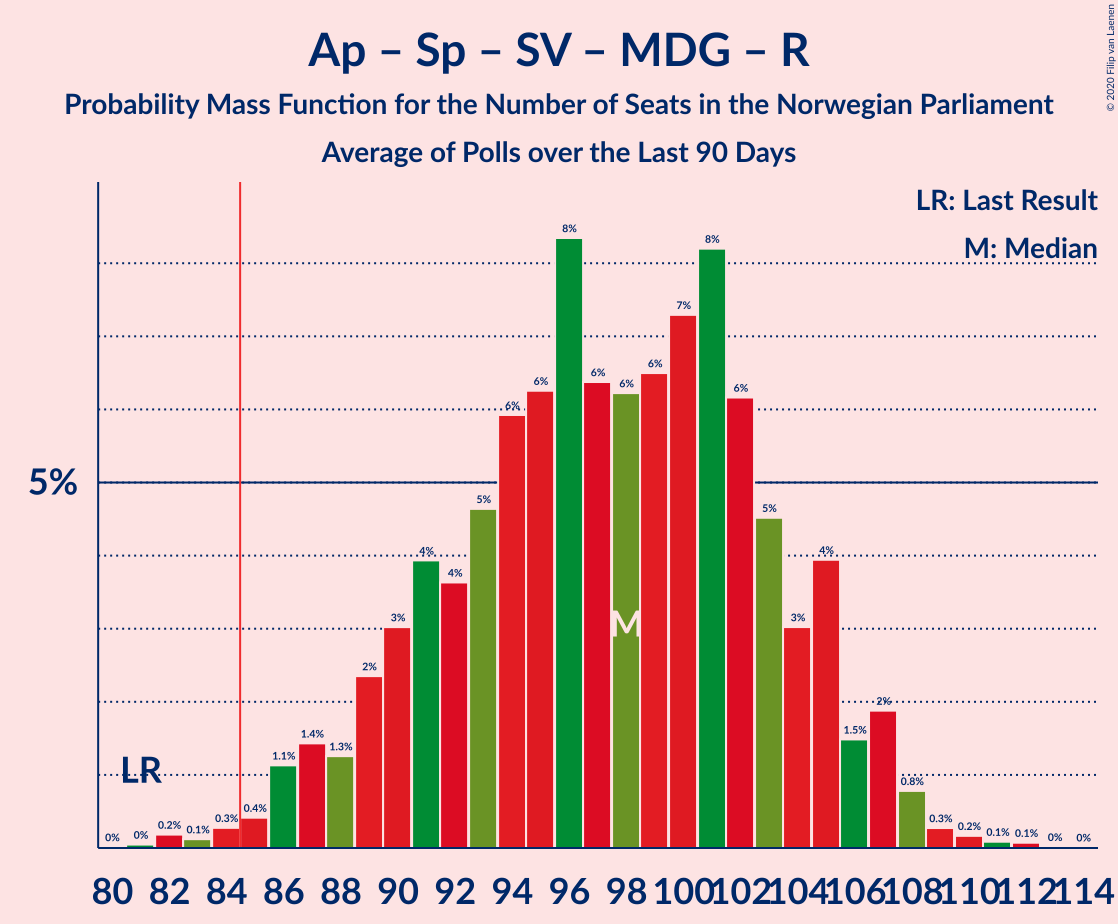 Ap – Sp – SV – MDG – R
Probability Mass Function for the Number of Seats in the Norwegian Parliament
Average of Polls over the Last 90 Days
© 2020 Filip van Laenen
LR: Last Result
M: Median
5%
LR
M
0% 0% 0.2% 0.1% 0.3% 0.4% 1.1% 1.4% 1.3% 2% 3% 4% 4% 5% 6% 6% 8% 6% 6% 6% 7% 8% 6% 5% 3% 4% 1.5% 2% 0.8% 0.3% 0.2% 0.1% 0.1% 0% 0%
80 82 84 86 88 90 92 94 96 98 100 102 104 106 108 110 112 114